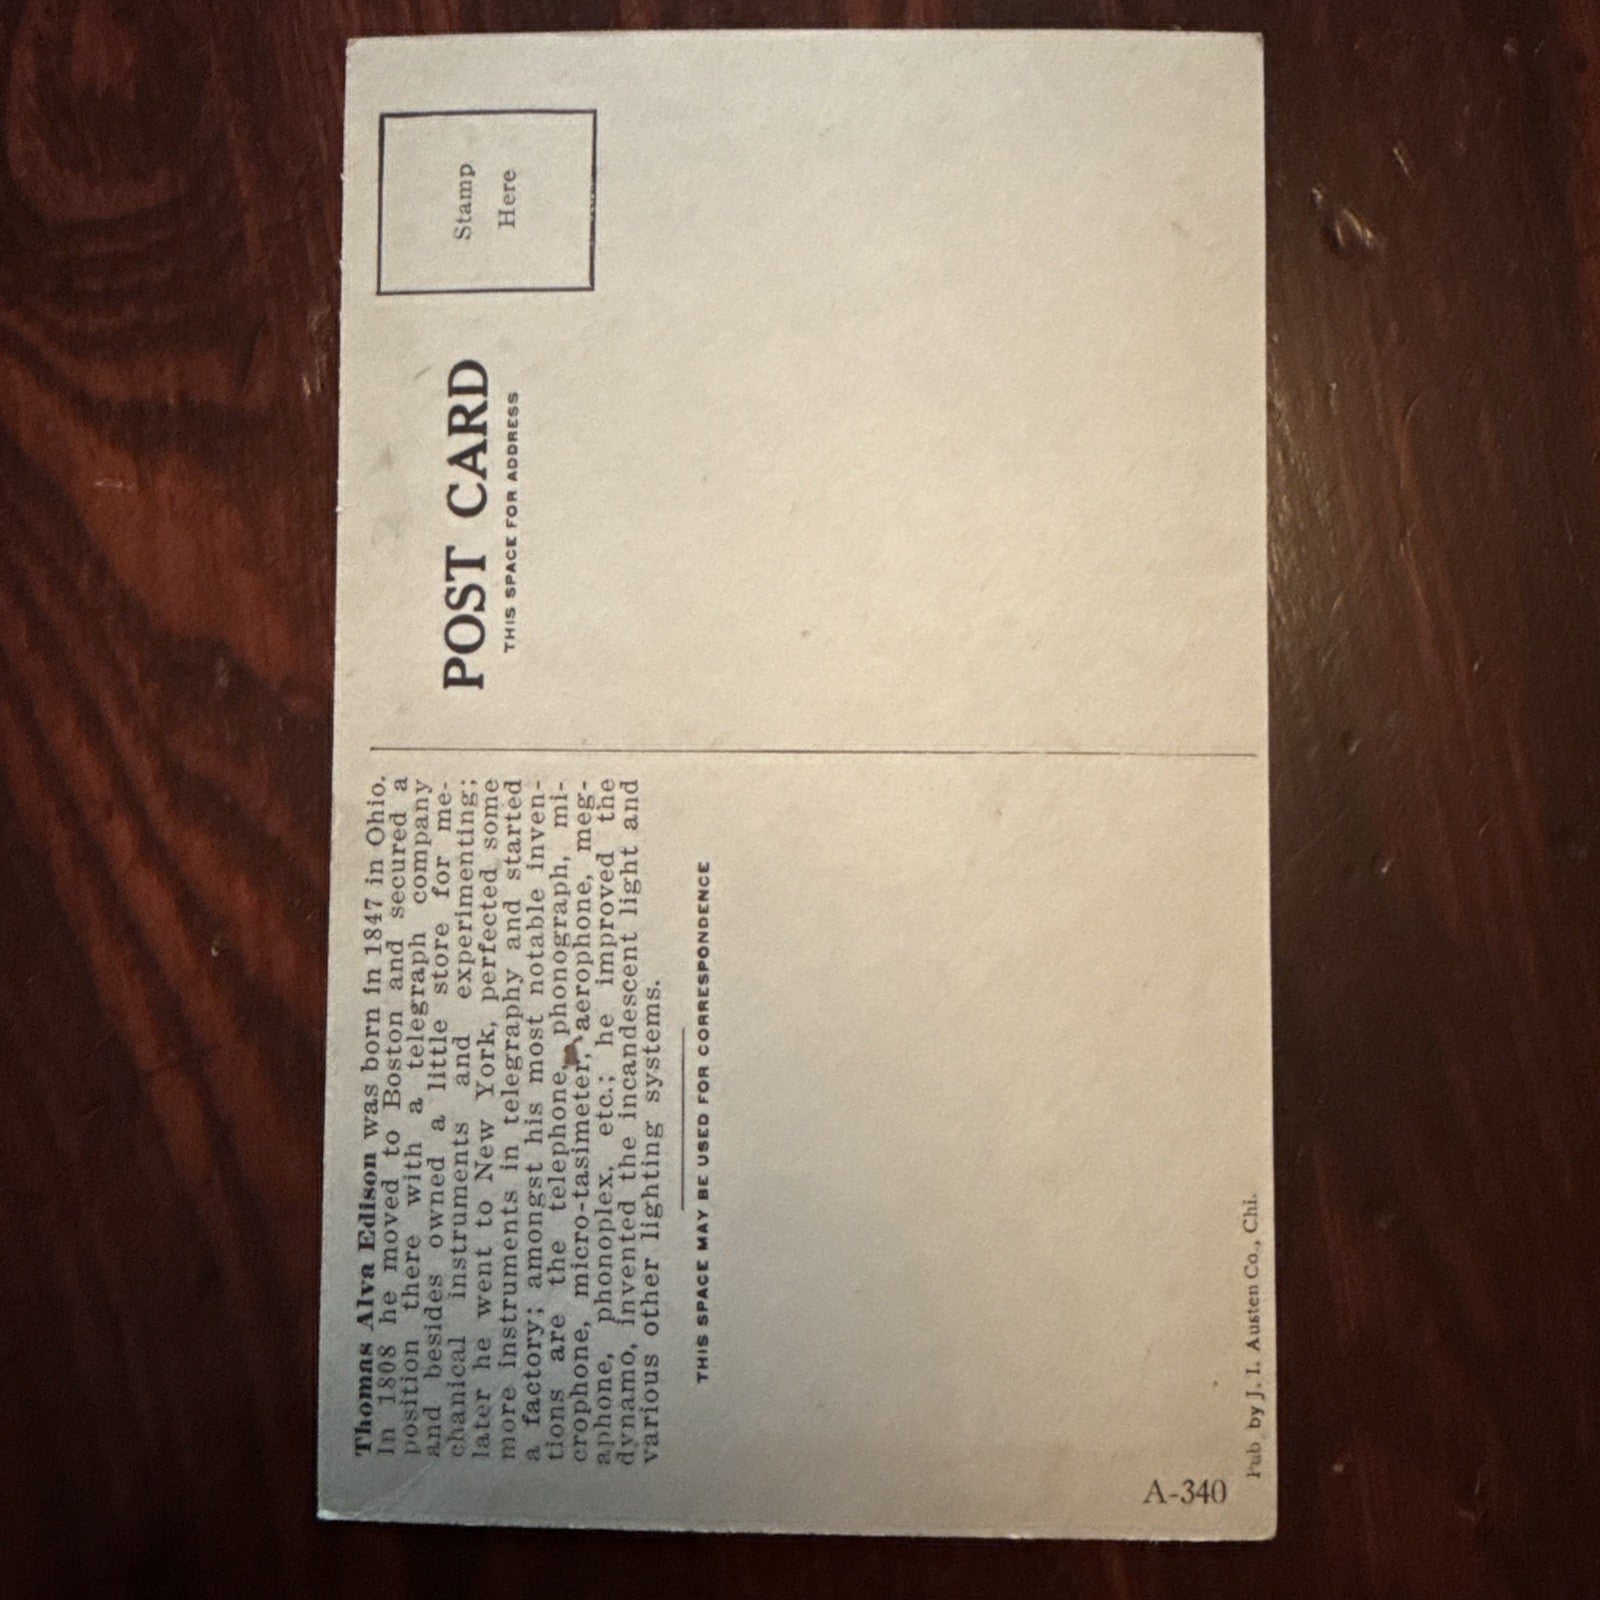 Thomas Alva Edison was born in 1847 in Ohio.
In 1808 he moved to Boston and secured a
position there with a telegraph company
and besides owned a little store for me-
chanical instruments and experimenting;
later he went to New York, perfected some
more instruments in telegraphy and started
a factory; amongst his most notable inven-
tions are the telephone, phonograph, mi-
crophone, micro-tasimeter, aerophone, meg-
aphone, phonoplex, etc.; he improved the
dynamo, invented the incandescent light and
various other lighting systems.
THIS SPACE MAY BE USED FOR CORRESPONDENCE
POST CARD
THIS SPACE FOR ADDRESS
Stamp
Here
A-340
Pub. by J. I. Austen Co., Chi.